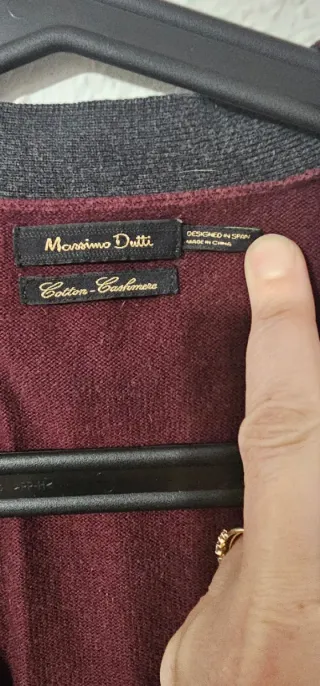 Massimo Dutti
DESIGNED IN SPAIN
MADE IN CHINA
Cotton - Cashmere